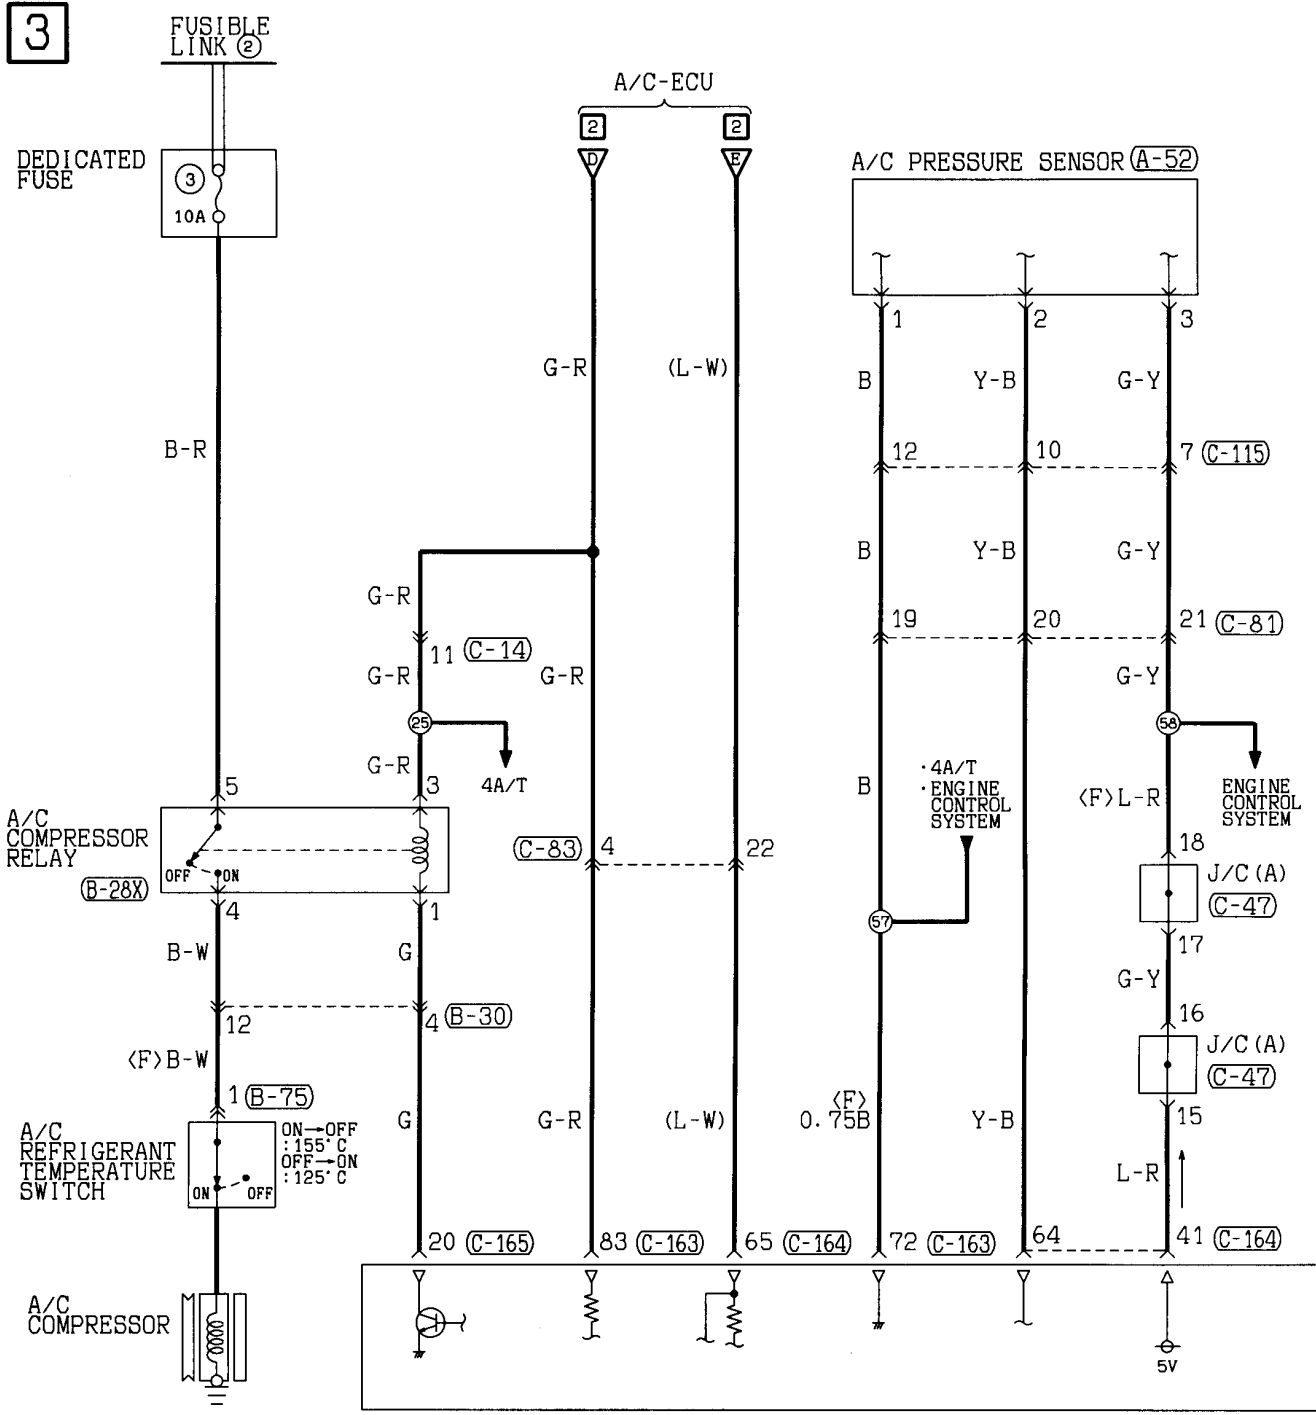 3
FUSIBLE
LINK ②
A/C-ECU
2
2
D
E
DEDICATED
FUSE
③
10A
A/C PRESSURE SENSOR (A-52)
1
2
3
G-R
(L-W)
B
Y-B
G-Y
B-R
12
10
7 (C-115)
B
Y-B
G-Y
G-R
11 (C-14)
19
20
21 (C-81)
G-R
G-R
G-Y
25
58
4A/T
G-R
5
3
B
·4A/T
·ENGINE
CONTROL
SYSTEM
<F>L-R
ENGINE
CONTROL
SYSTEM
A/C
COMPRESSOR
RELAY
(B-28X)
OFF
ON
(C-83) 4
22
18
J/C(A)
(C-47)
4
1
57
17
B-W
G
G-Y
12
4 (B-30)
16
J/C(A)
(C-47)
<F>B-W
1 (B-75)
15
A/C
REFRIGERANT
TEMPERATURE
SWITCH
ON→OFF
:155°C
OFF→ON
:125°C
ON
OFF
G
G-R
(L-W)
<F>
0.75B
Y-B
L-R
20 (C-165)
83 (C-163)
65 (C-164)
72 (C-163)
64
41 (C-164)
A/C
COMPRESSOR
5V